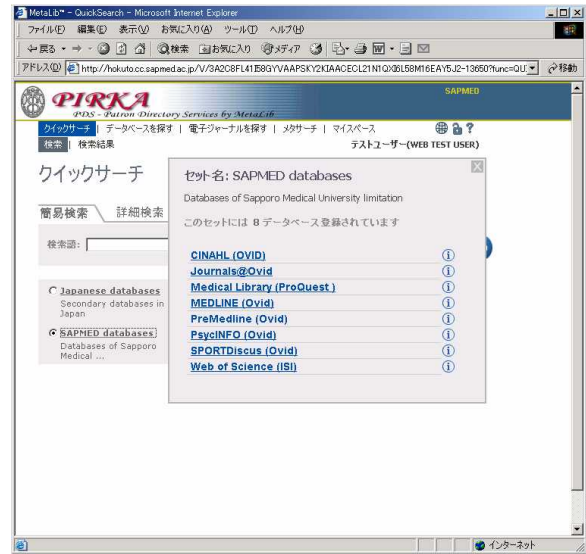 MetaLib™ - QuickSearch - Microsoft Internet Explorer
ファイル(F) 編集(E) 表示(V) お気に入り(A) ツール(T) ヘルプ(H)
戻る 検索 お気に入り メディア
アドレス(D) http://hokuto.cc.sapmed.ac.jp/V/ 移動
SAPMED
PIRKA
PDS - Patron Directory Services by MetaLib
クイックサーチ | データベースを探す | 電子ジャーナルを探す | メタサーチ | マイスペース
検索 | 検索結果 テストユーザー(WEB TEST USER)
クイックサーチ
簡易検索 詳細検索
検索語:
Japanese databases
Secondary databases in
Japan
SAPMED databases
Databases of Sapporo
Medical ...
セット名: SAPMED databases
Databases of Sapporo Medical University limitation
このセットには 8 データベース登録されています
CINAHL (OVID)
Journals@Ovid
Medical Library (ProQuest )
MEDLINE (Ovid)
PreMedline (Ovid)
PsycINFO (Ovid)
SPORTDiscus (Ovid)
Web of Science (ISI)
インターネット